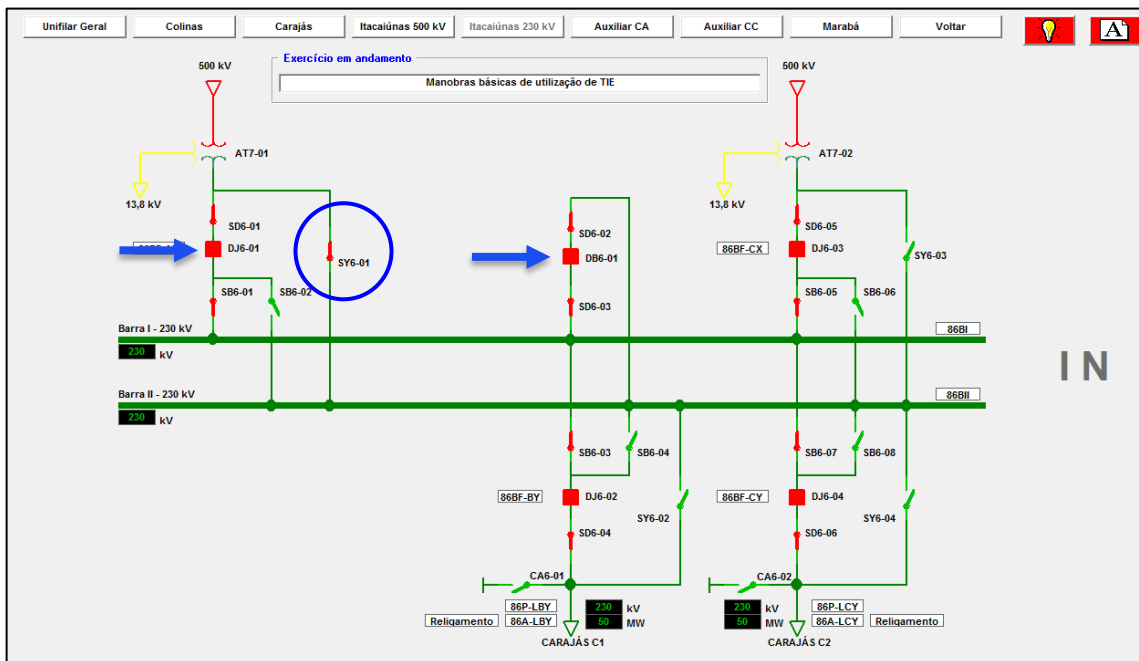 Unifilar Geral
Colinas
Carajás
Itacaiúnas 500 kV
Itacaiúnas 230 kV
Auxiliar CA
Auxiliar CC
Marabá
Voltar
A
Exercício em andamento
Manobras básicas de utilização de TIE
500 kV
500 kV
AT7-01
AT7-02
13,8 kV
13,8 kV
SD6-01
SD6-02
SD6-05
DJ6-01
SY6-01
DB6-01
86BF-CX
DJ6-03
SY6-03
SB6-01
SB6-02
SD6-03
SB6-05
SB6-06
Barra I - 230 kV
86BI
230 kV
IN
Barra II - 230 kV
86BII
230 kV
SB6-03
SB6-04
SB6-07
SB6-08
86BF-BY
DJ6-02
SY6-02
86BF-CY
DJ6-04
SY6-04
SD6-04
SD6-06
CA6-01
CA6-02
86P-LBY
230 kV
230 kV
86P-LCY
Religamento
86A-LBY
50 MW
50 MW
86A-LCY
Religamento
CARAJÁS C1
CARAJÁS C2